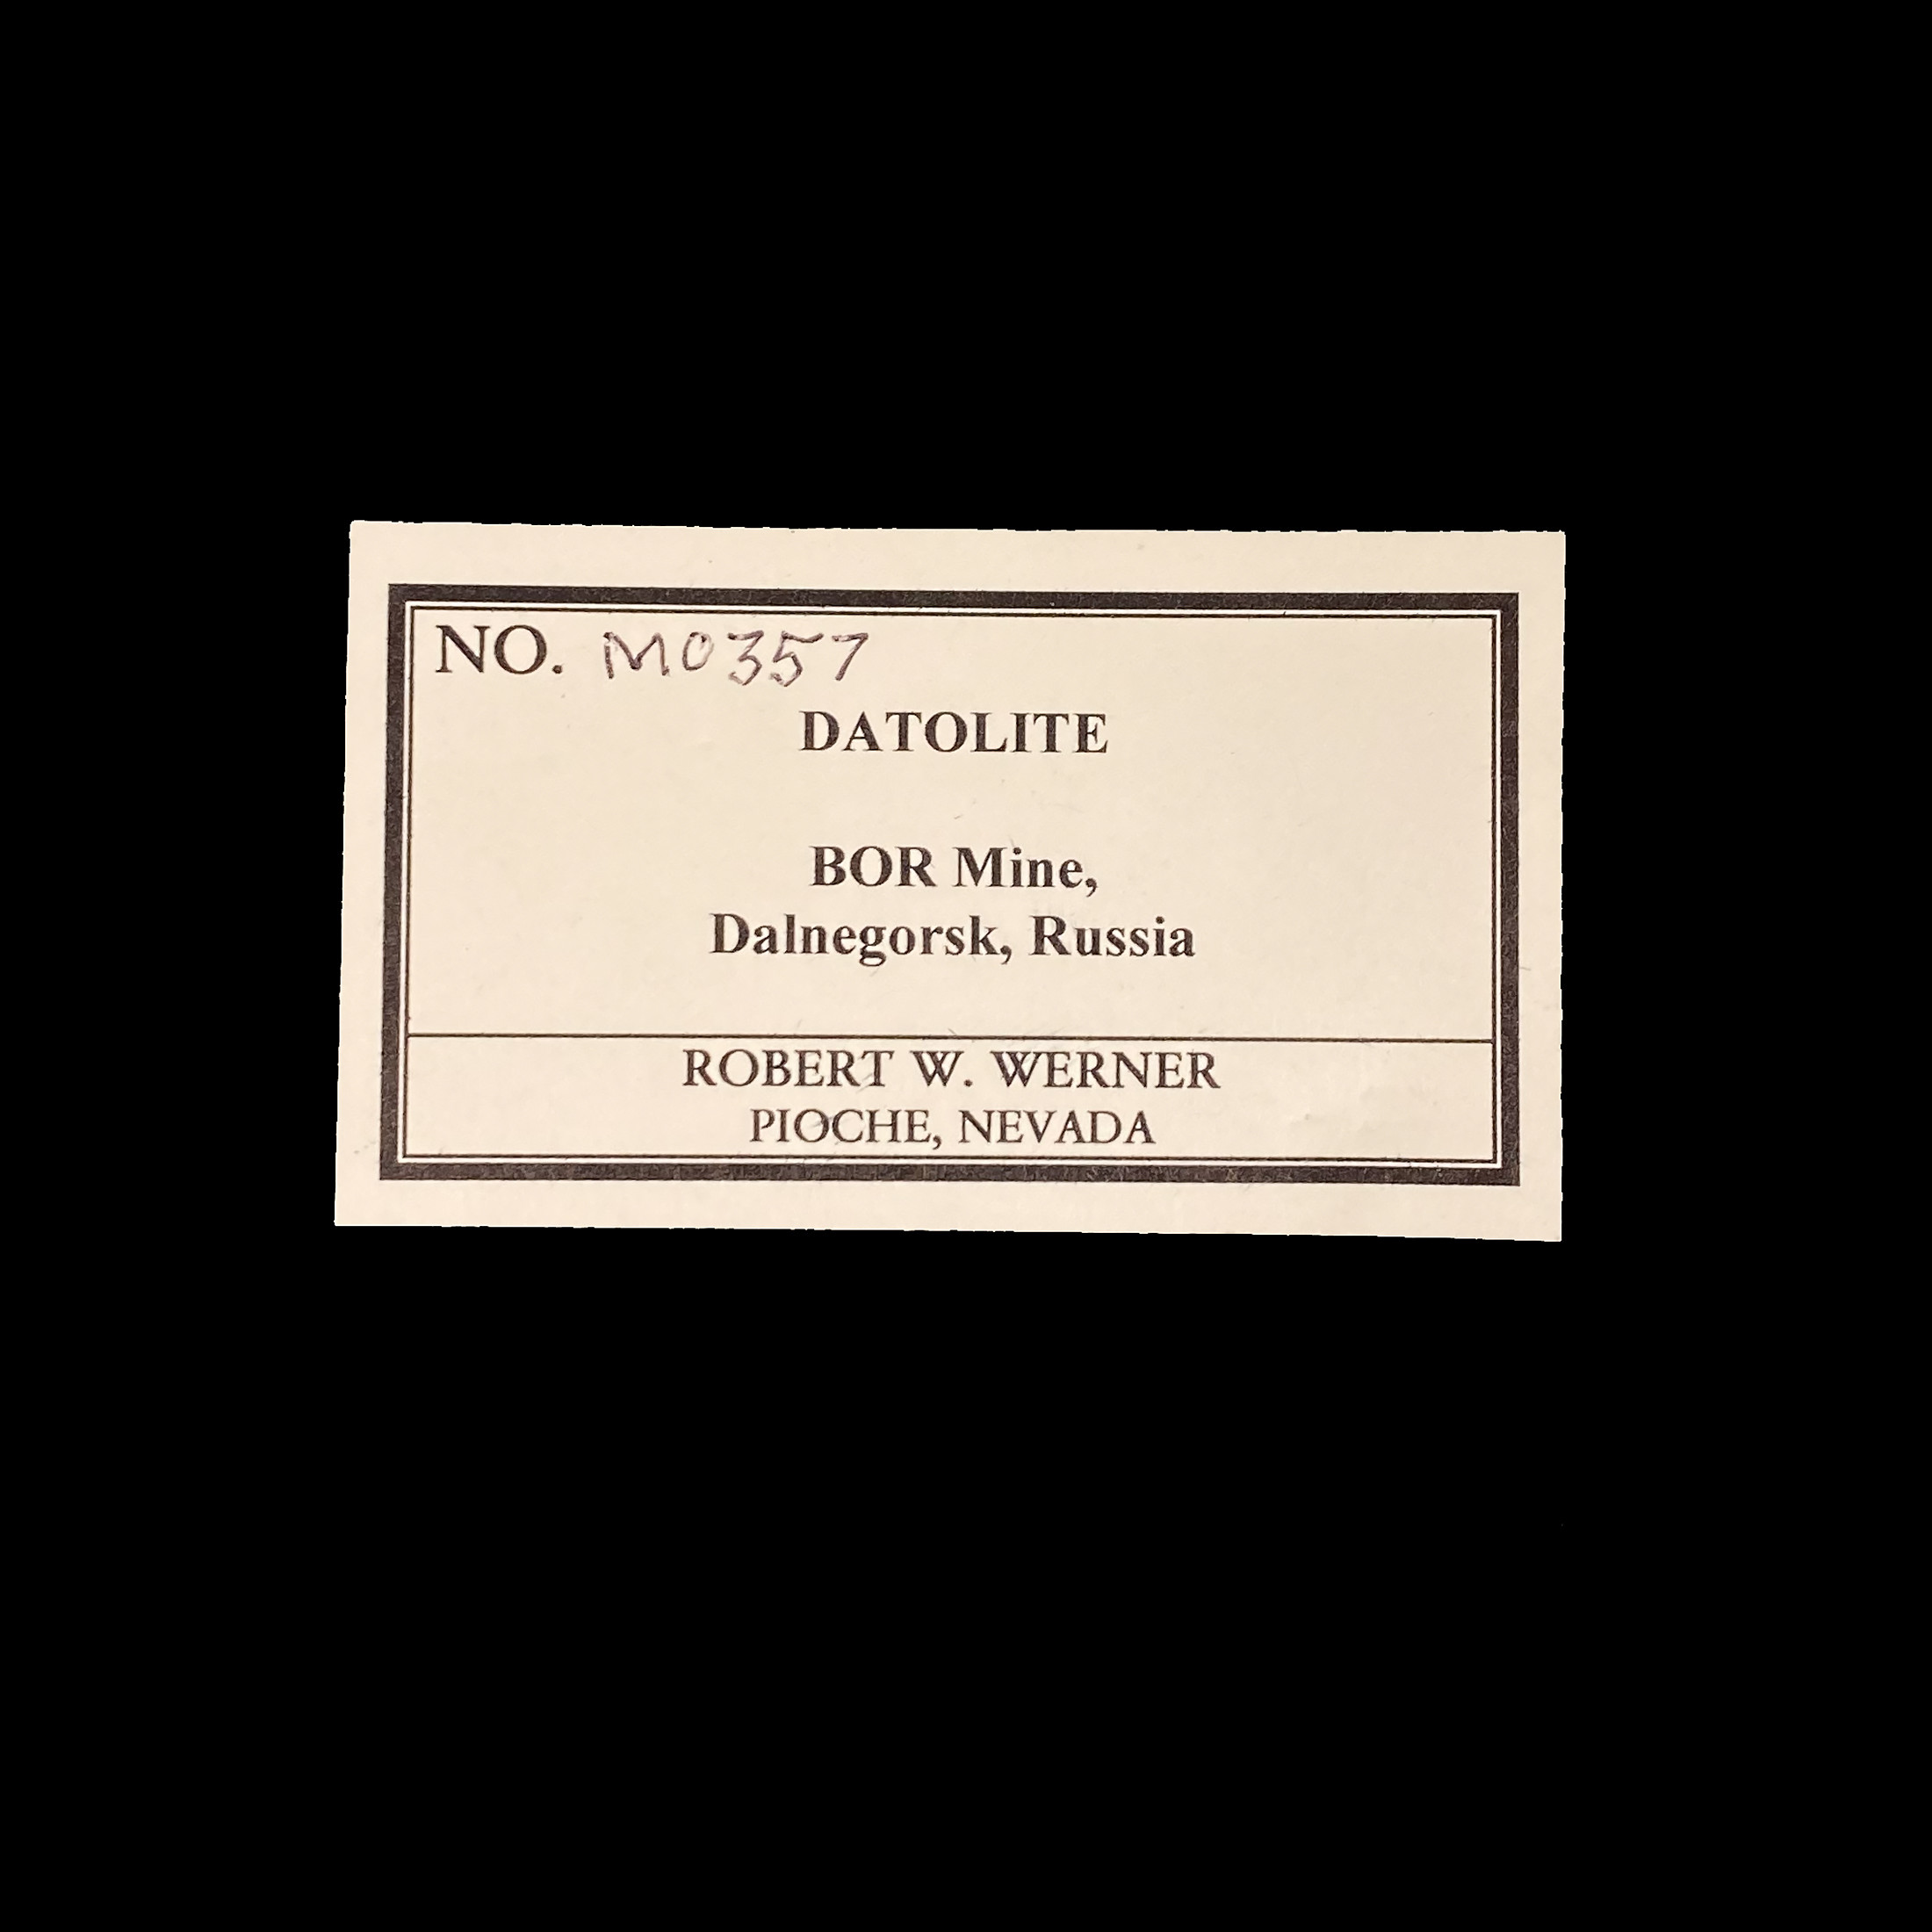 NO. M0357
DATOLITE
BOR Mine,
Dalnegorsk, Russia
ROBERT W. WERNER
PIOCHE, NEVADA